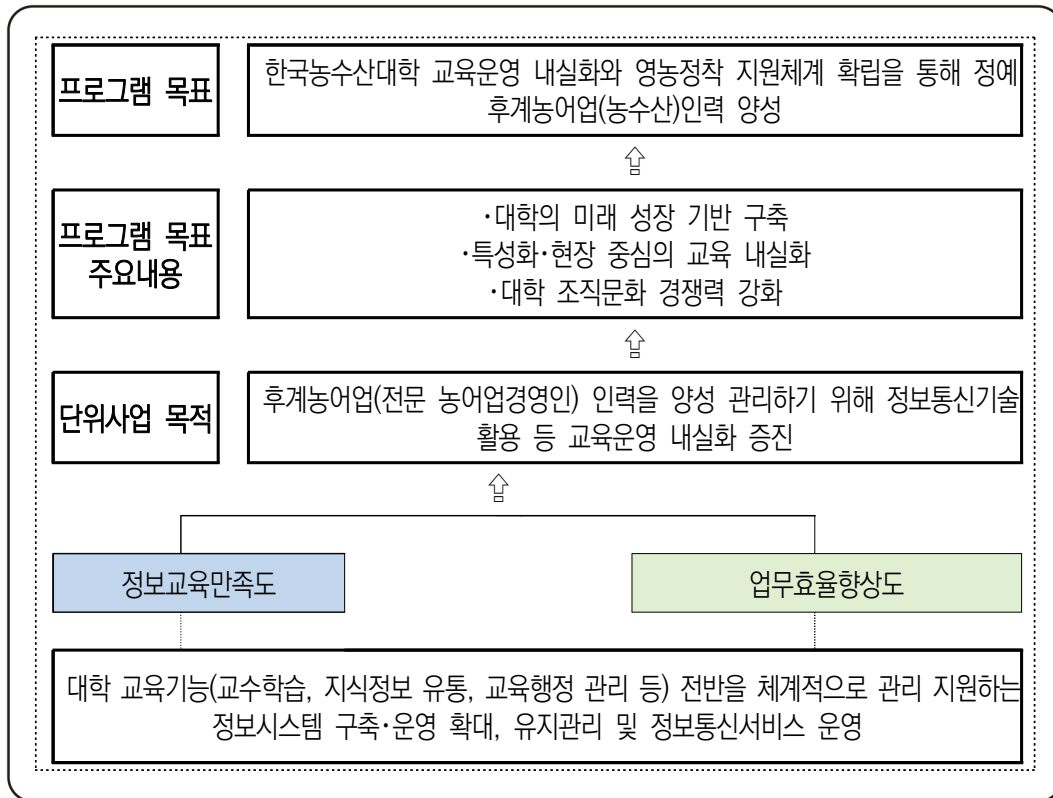 프로그램 목표
한국농수산대학 교육운영 내실화와 영농정착 지원체계 확립을 통해 정예
후계농어업(농수산)인력 양성
프로그램 목표
주요내용
·대학의 미래 성장 기반 구축
·특성화·현장 중심의 교육 내실화
·대학 조직문화 경쟁력 강화
단위사업 목적
후계농어업(전문 농어업경영인) 인력을 양성 관리하기 위해 정보통신기술
활용 등 교육운영 내실화 증진
정보교육만족도
업무효율향상도
대학 교육기능(교수학습, 지식정보 유통, 교육행정 관리 등) 전반을 체계적으로 관리 지원하는
정보시스템 구축·운영 확대, 유지관리 및 정보통신서비스 운영